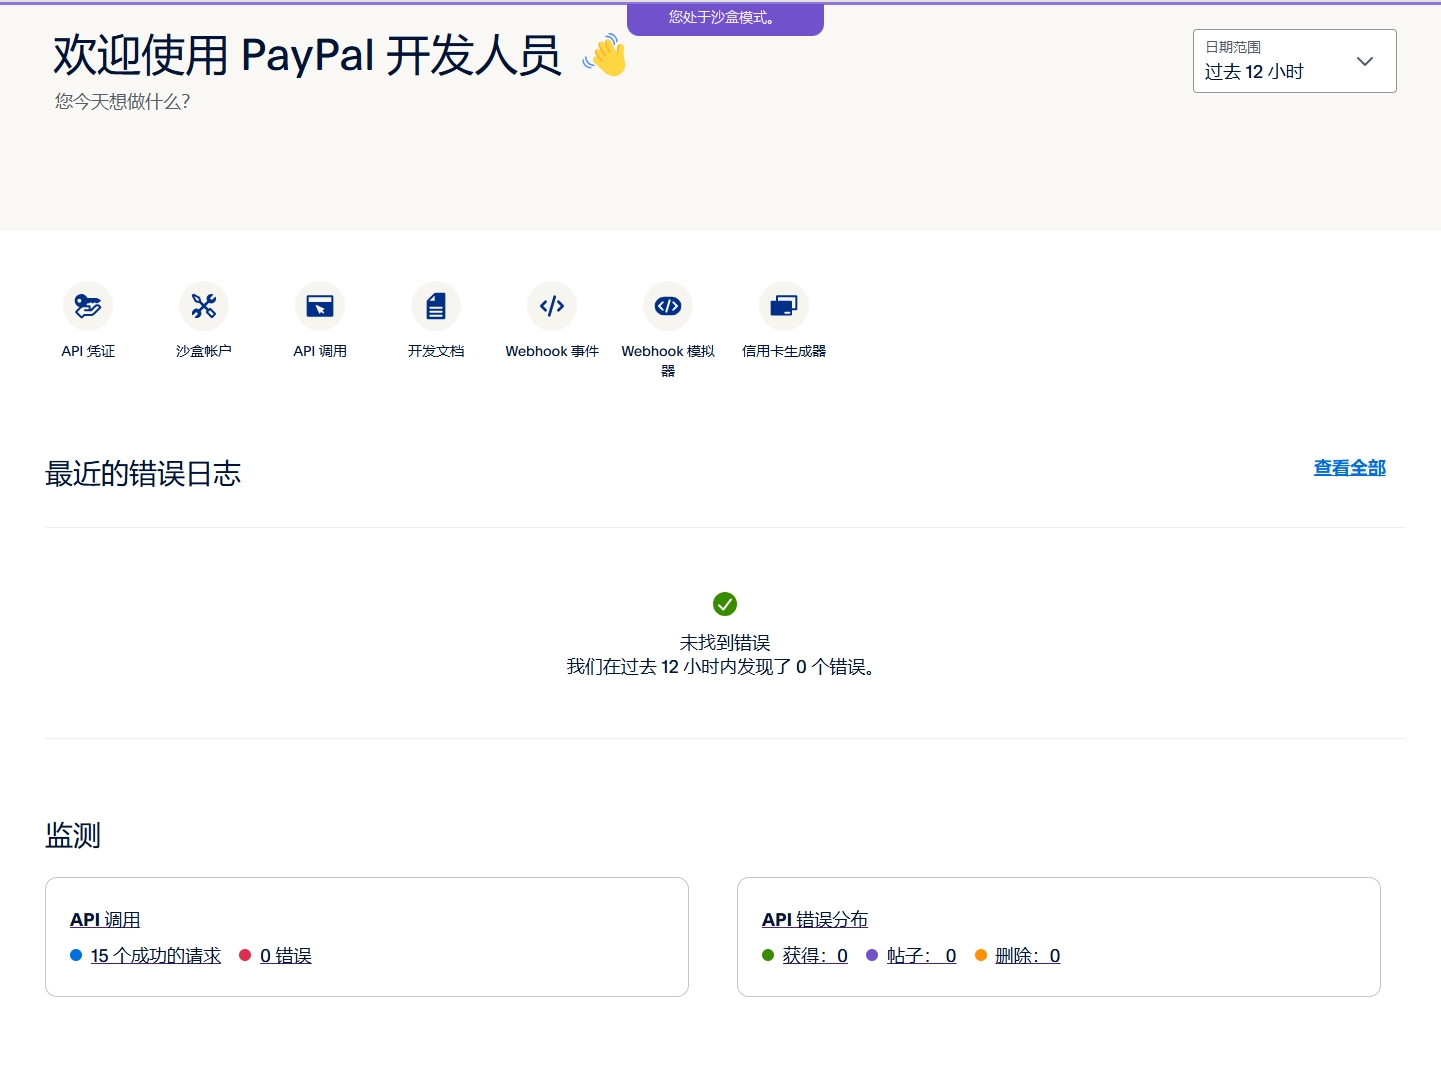 您处于沙盒模式。
欢迎使用 PayPal 开发人员
您今天想做什么？
日期范围
过去 12 小时
API 凭证
沙盒帐户
API 调用
开发文档
Webhook 事件
Webhook 模拟
器
信用卡生成器
最近的错误日志
查看全部
未找到错误
我们在过去 12 小时内发现了 0 个错误。
监测
API 调用
15 个成功的请求 0 错误
API 错误分布
获得：0 帖子： 0 删除：0